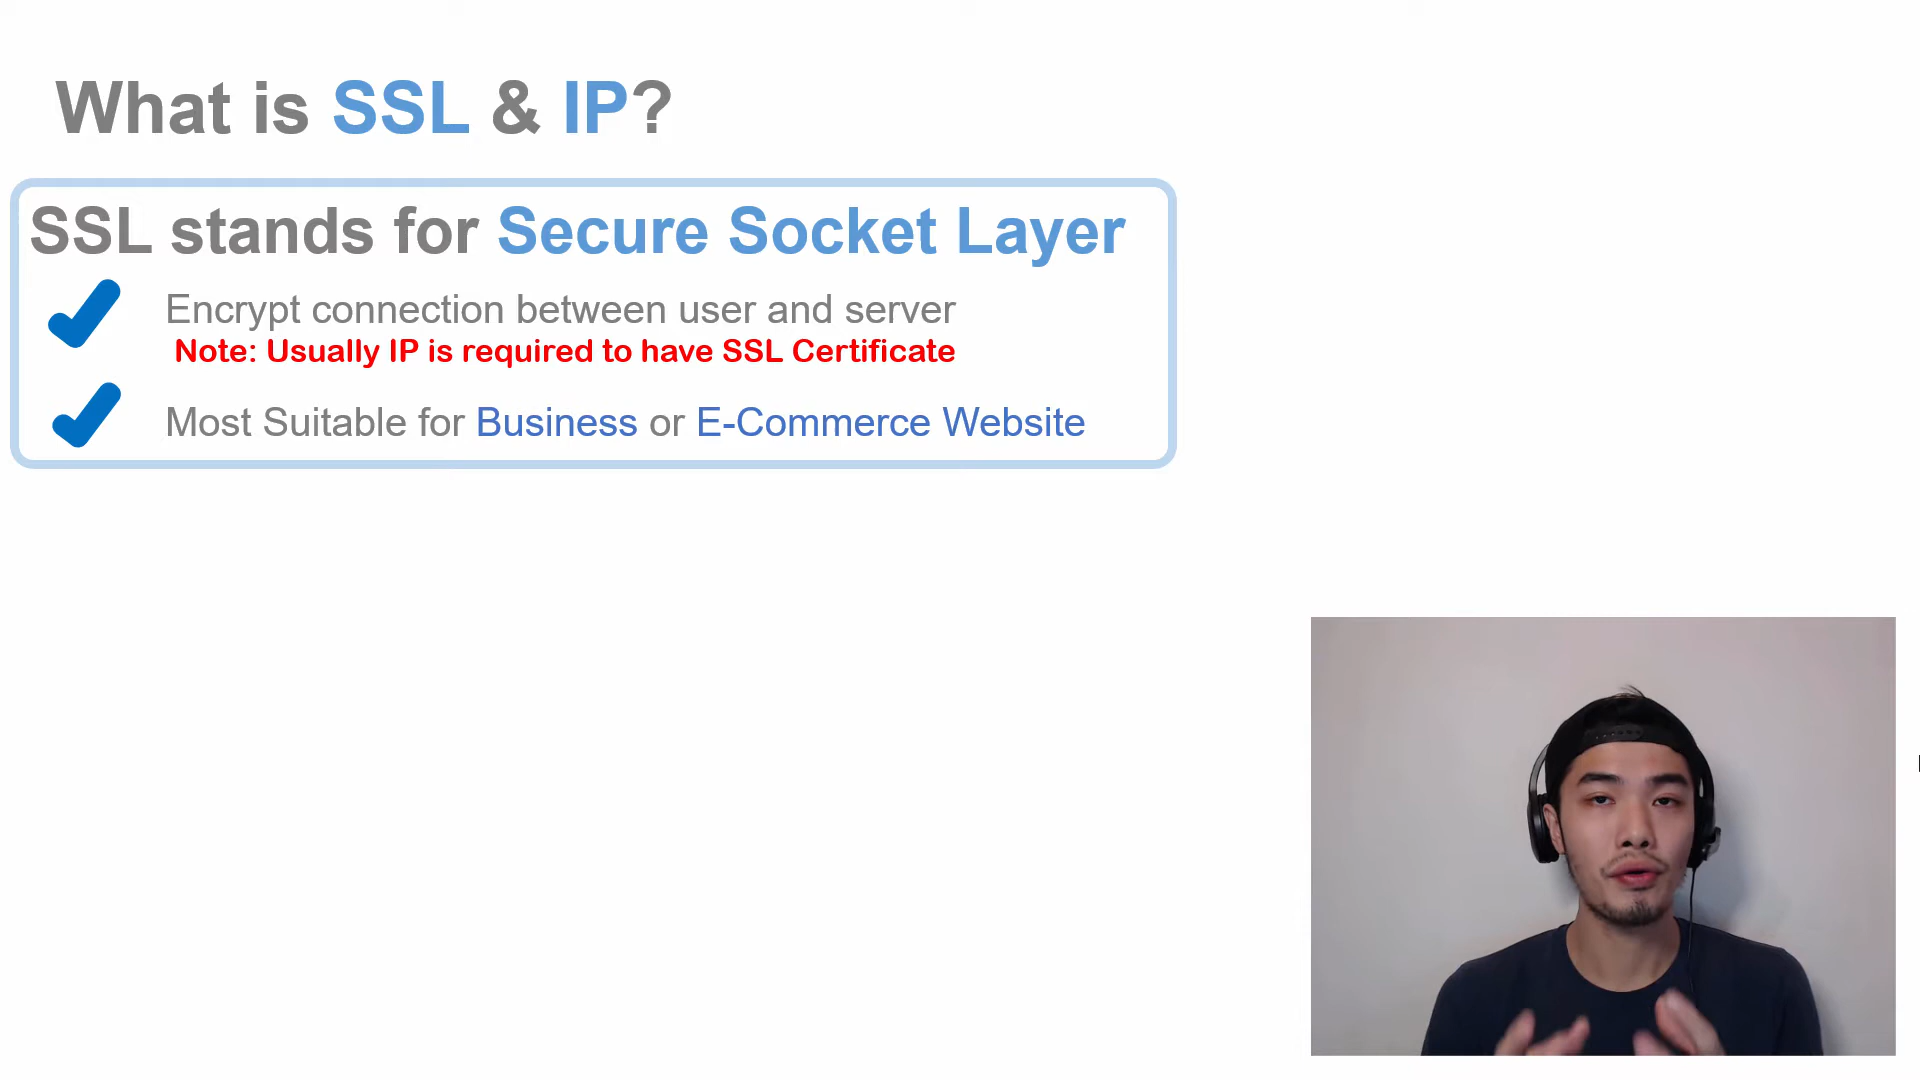 What is SSL & IP?
SSL stands for Secure Socket Layer
Encrypt connection between user and server
Note: Usually IP is required to have SSL Certificate
Most Suitable for Business or E-Commerce Website